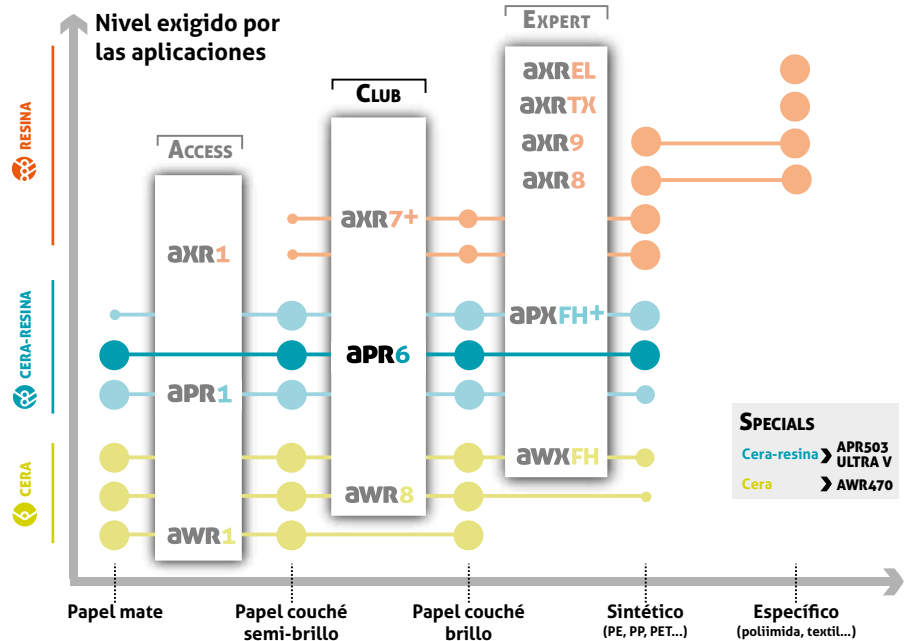 Nivel exigido por
las aplicaciones
EXPERT
CLUB
ACCESS
RESINA
CERA-RESINA
CERA
aXREL
aXRTX
aXR9
aXR8
aXR7+
aXR1
aPXFH+
aPR6
aPR1
aWXFH
aWR8
aWR1
SPECIALS
Cera-resina APR503
ULTRA V
Cera AWR470
Papel mate
Papel couché
semi-brillo
Papel couché
brillo
Sintético
(PE, PP, PET...)
Específico
(poliimida, textil...)